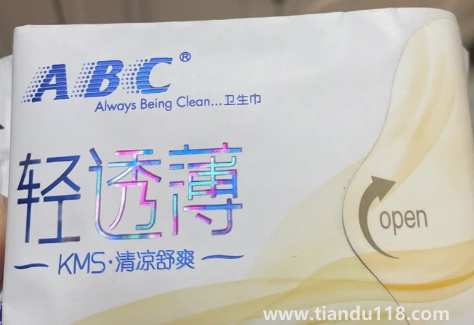 ABC®
Always Being Clean...卫生巾
轻透薄
KMS·清凉舒爽
open
www.tiandu118.com